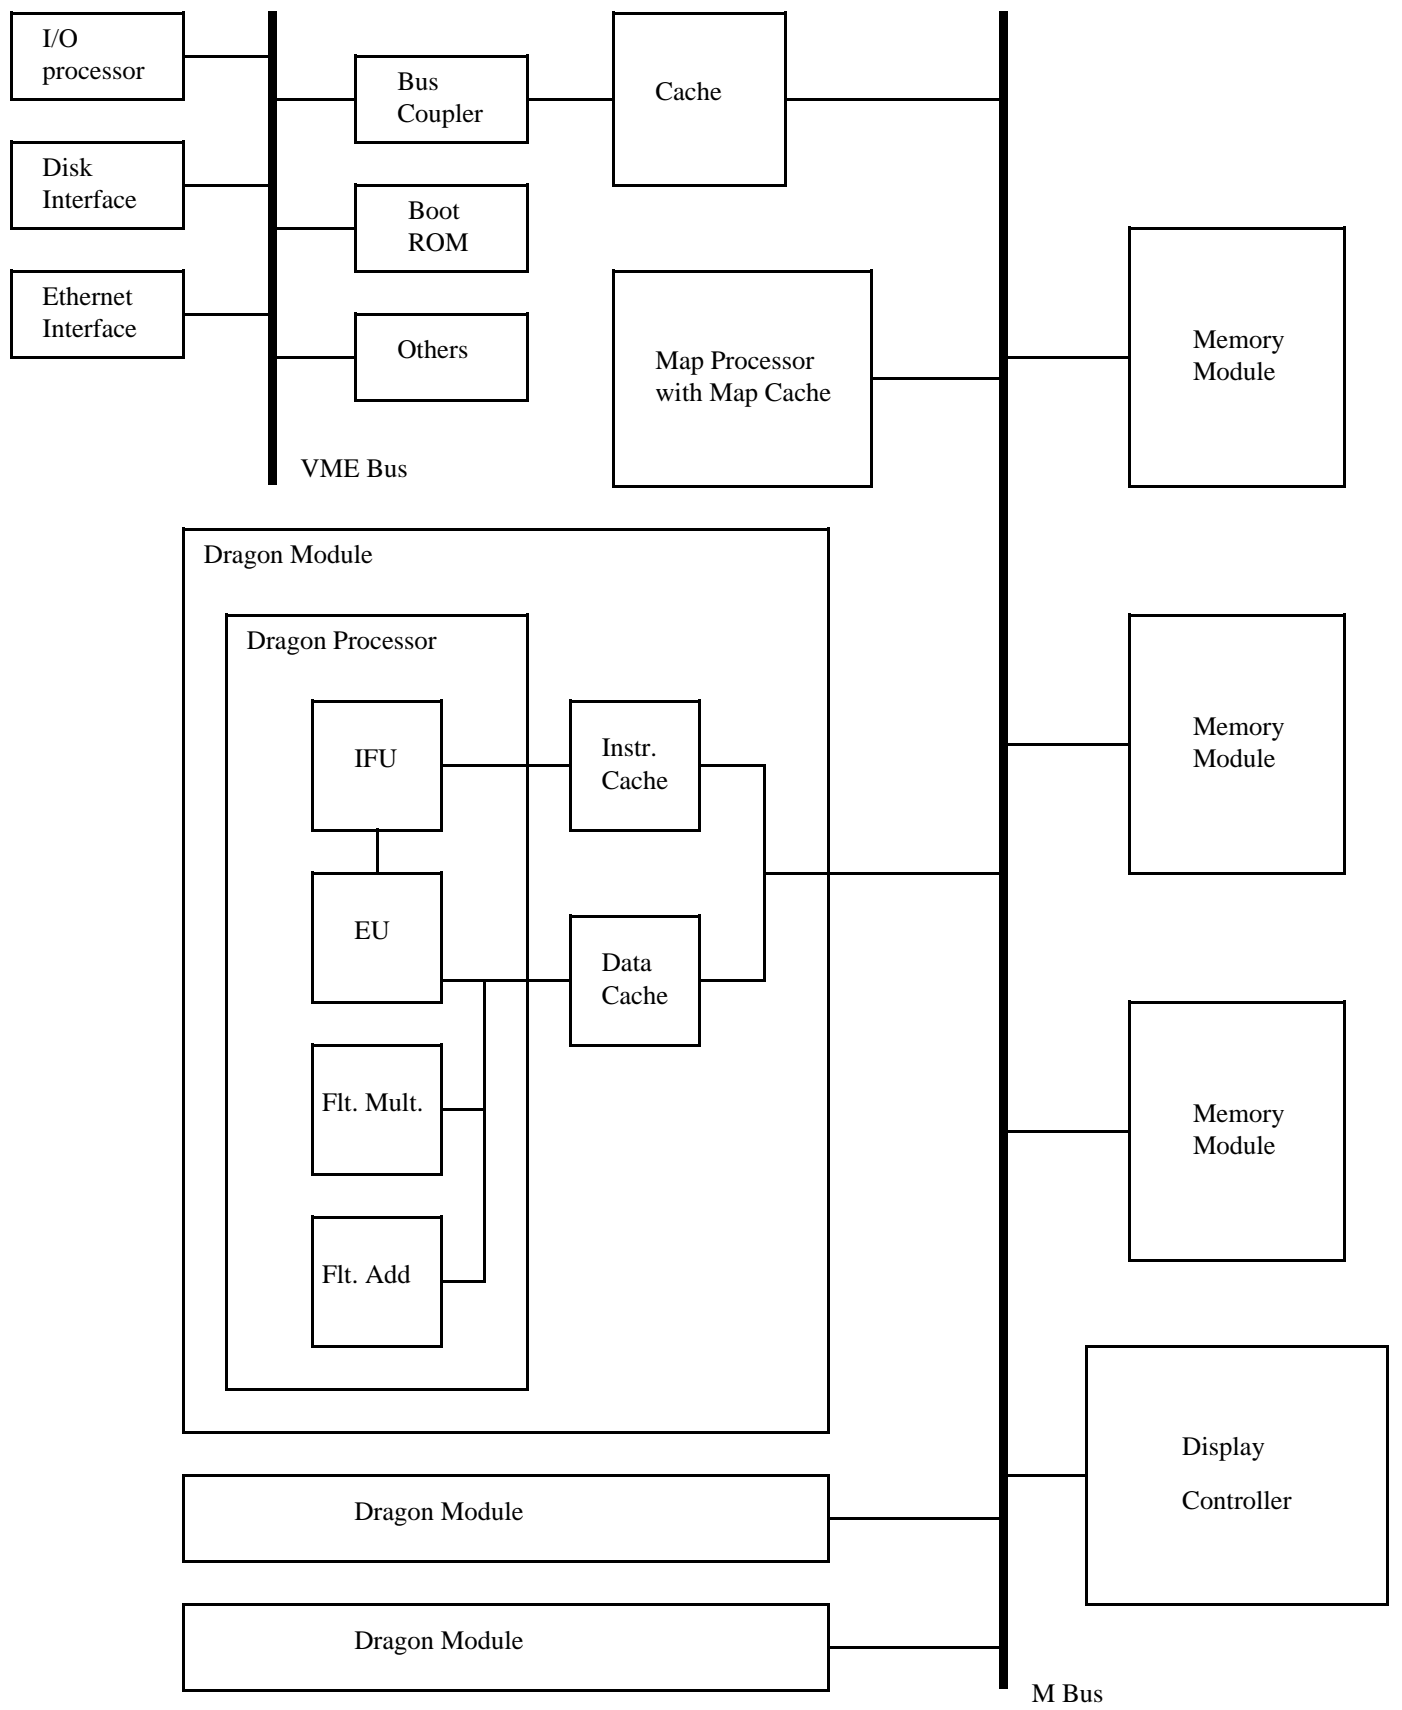 I/O
processor
Bus
Coupler
Cache
Disk
Interface
Boot
ROM
Ethernet
Interface
Others
Map Processor
with Map Cache
Memory
Module
VME Bus
Dragon Module
Dragon Processor
IFU
Instr.
Cache
Memory
Module
EU
Data
Cache
Flt. Mult.
Memory
Module
Flt. Add
Display
Controller
Dragon Module
Dragon Module
M Bus